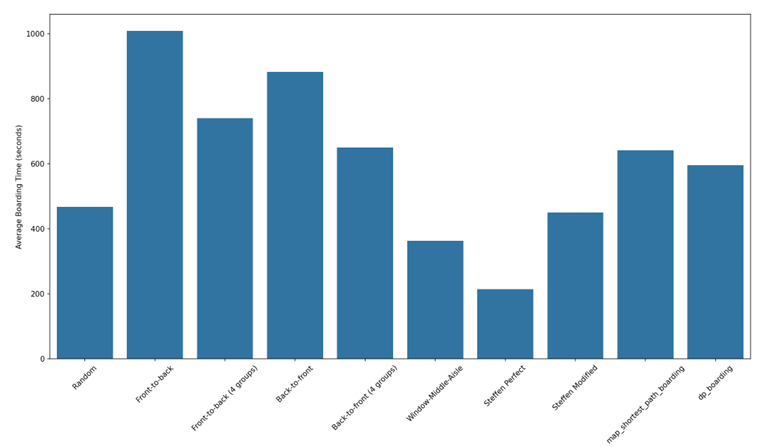 Average Boarding Time (seconds)
1000
800
600
400
200
0
Random
Front-to-back
Front-to-back (4 groups)
Back-to-front
Back-to-front (4 groups)
Window-Middle-Aisle
Steffen Perfect
Steffen Modified
map_shortest_path_boarding
dp_boarding